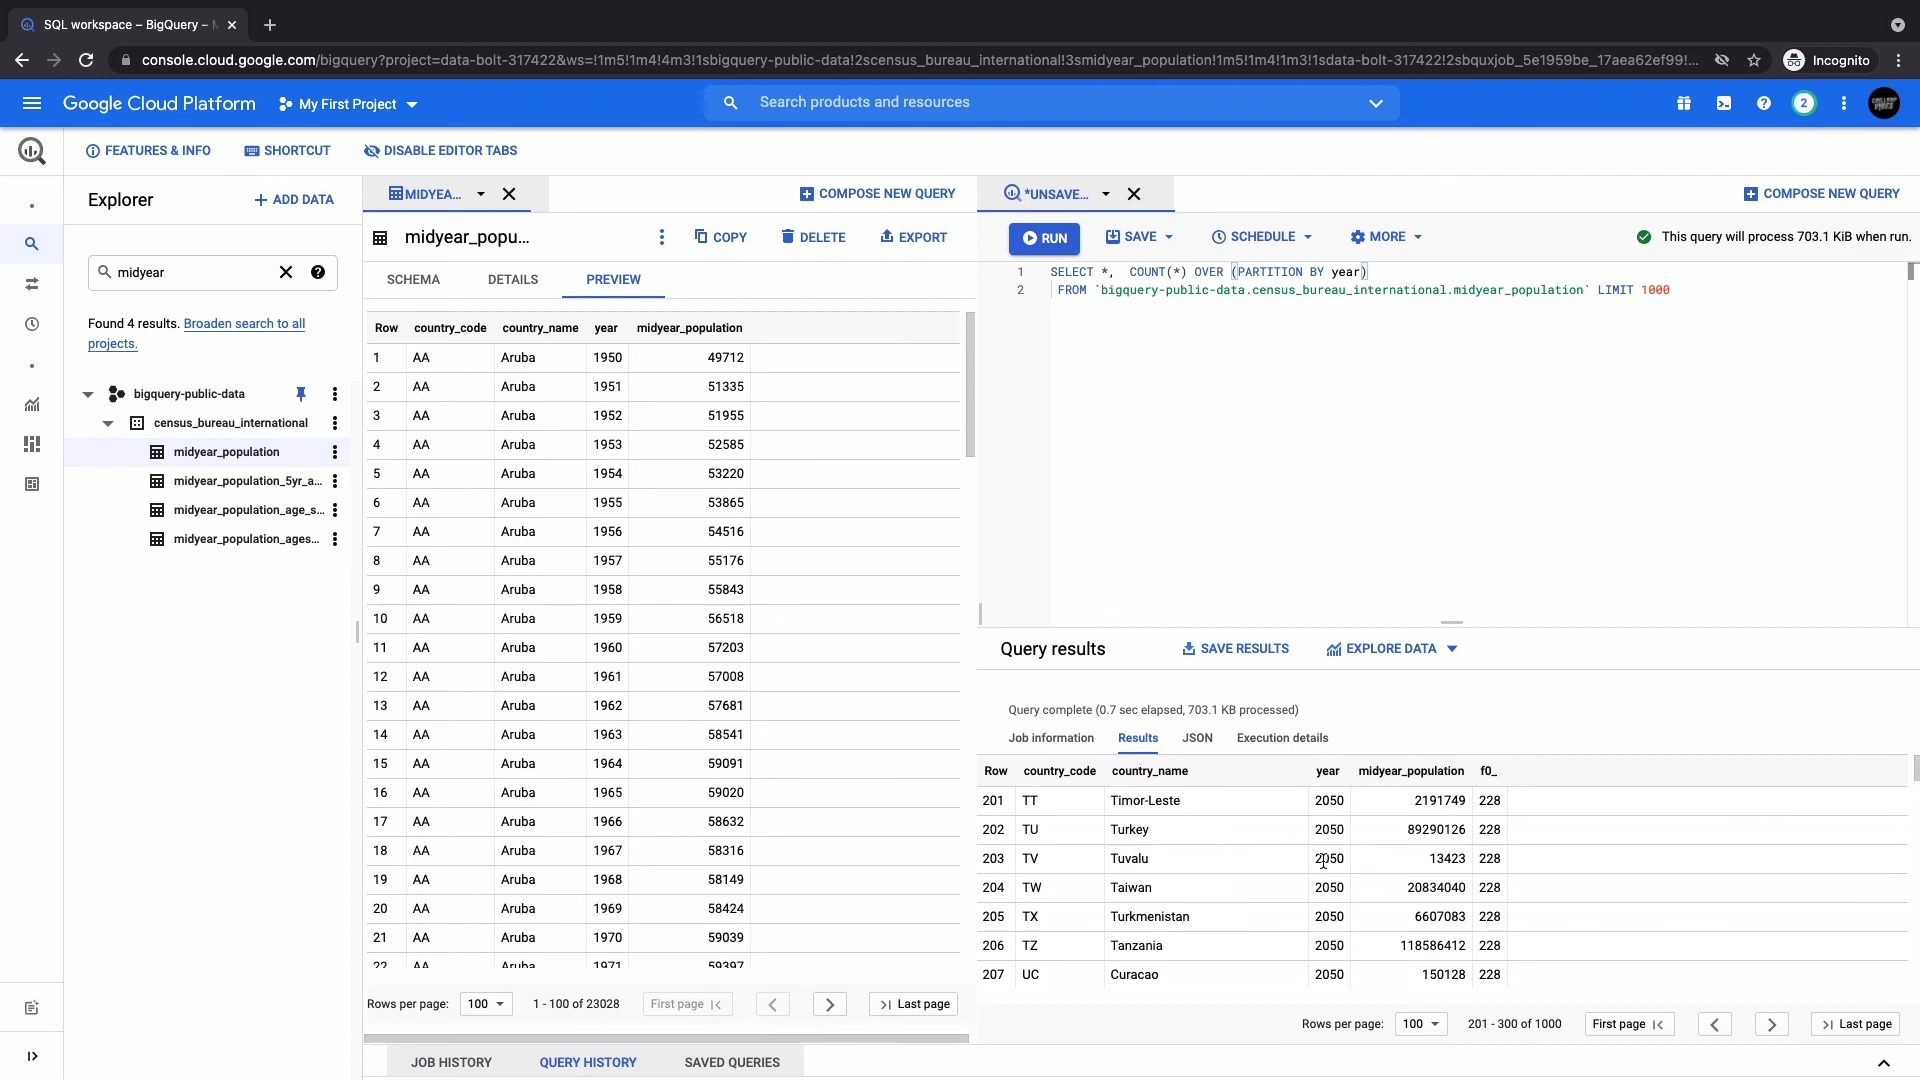 SQL workspace – BigQuery –
console.cloud.google.com/bigquery?project=data-bolt-317422&ws=!1m5!1m4!4m3!1sbigquery-public-data!2scensus_bureau_international!3smidyear_population!1m5!1m4!1m3!1sdata-bolt-317422!2sbquxjob_5e1959be_17aea62ef99!...
Incognito
Google Cloud Platform
My First Project
Search products and resources
2
FEATURES & INFO
SHORTCUT
DISABLE EDITOR TABS
Explorer
+ ADD DATA
midyear
Found 4 results. Broaden search to all
projects.
bigquery-public-data
census_bureau_international
midyear_population
midyear_population_5yr_a...
midyear_population_age_s...
midyear_population_ages...
MIDYEA...
COMPOSE NEW QUERY
midyear_popu...
COPY
DELETE
EXPORT
SCHEMA
DETAILS
PREVIEW
Row country_code country_name year midyear_population
1 AA Aruba 1950 49712
2 AA Aruba 1951 51335
3 AA Aruba 1952 51955
4 AA Aruba 1953 52585
5 AA Aruba 1954 53220
6 AA Aruba 1955 53865
7 AA Aruba 1956 54516
8 AA Aruba 1957 55176
9 AA Aruba 1958 55843
10 AA Aruba 1959 56518
11 AA Aruba 1960 57203
12 AA Aruba 1961 57008
13 AA Aruba 1962 57681
14 AA Aruba 1963 58541
15 AA Aruba 1964 59091
16 AA Aruba 1965 59020
17 AA Aruba 1966 58632
18 AA Aruba 1967 58316
19 AA Aruba 1968 58149
20 AA Aruba 1969 58424
21 AA Aruba 1970 59039
22 AA Aruba 1971 59397
Rows per page: 100
1 - 100 of 23028
First page
Last page
*UNSAVE...
COMPOSE NEW QUERY
RUN
SAVE
SCHEDULE
MORE
This query will process 703.1 KiB when run.
1 SELECT *, COUNT(*) OVER (PARTITION BY year)
2 FROM `bigquery-public-data.census_bureau_international.midyear_population` LIMIT 1000
Query results
SAVE RESULTS
EXPLORE DATA
Query complete (0.7 sec elapsed, 703.1 KB processed)
Job information
Results
JSON
Execution details
Row country_code country_name year midyear_population f0_
201 TT Timor-Leste 2050 2191749 228
202 TU Turkey 2050 89290126 228
203 TV Tuvalu 2050 13423 228
204 TW Taiwan 2050 20834040 228
205 TX Turkmenistan 2050 6607083 228
206 TZ Tanzania 2050 118586412 228
207 UC Curacao 2050 150128 228
Rows per page: 100
201 - 300 of 1000
First page
Last page
JOB HISTORY
QUERY HISTORY
SAVED QUERIES